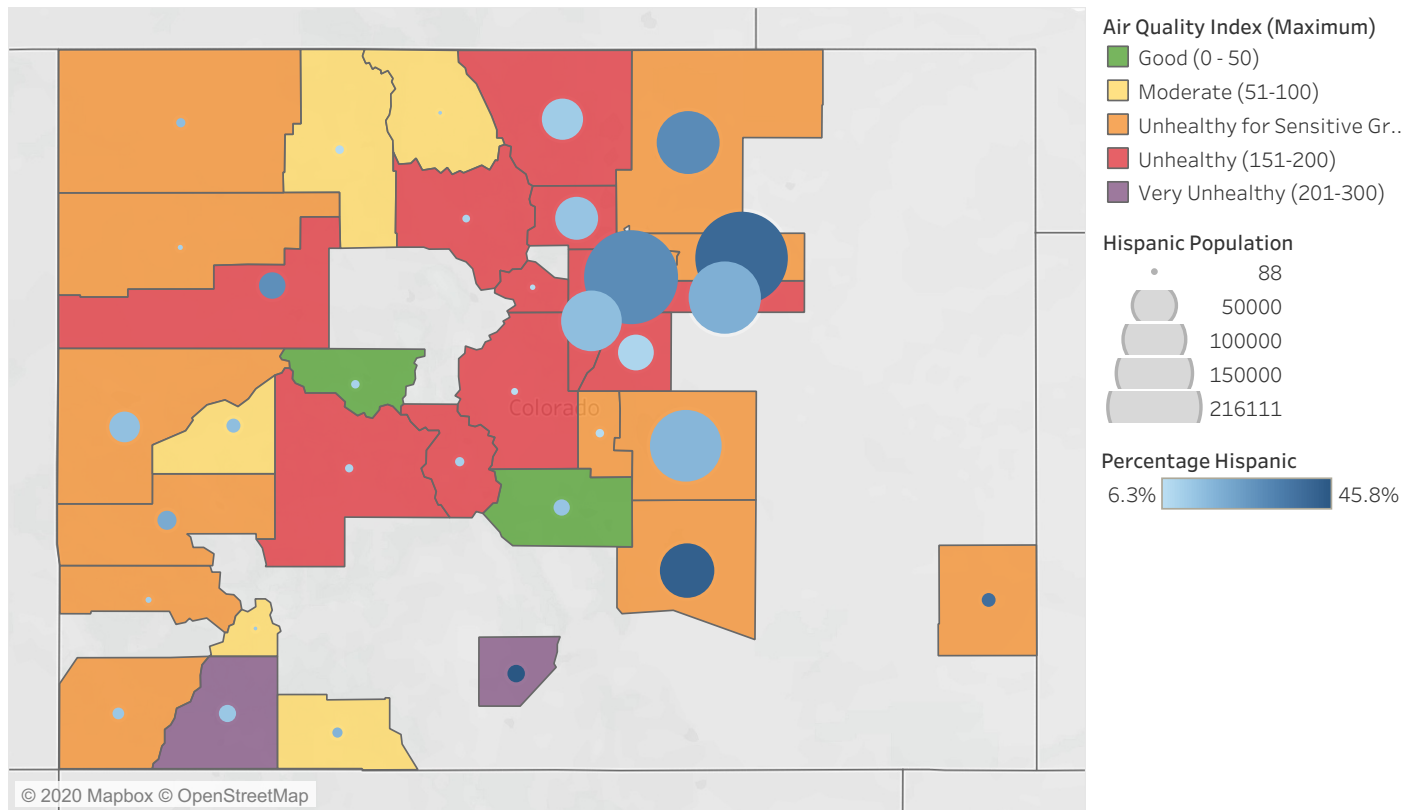 Air Quality Index (Maximum)
Good (0 - 50)
Moderate (51-100)
Unhealthy for Sensitive Gr..
Unhealthy (151-200)
Very Unhealthy (201-300)
Hispanic Population
88
50000
100000
150000
216111
Percentage Hispanic
6.3% 45.8%
Colorado
© 2020 Mapbox © OpenStreetMap